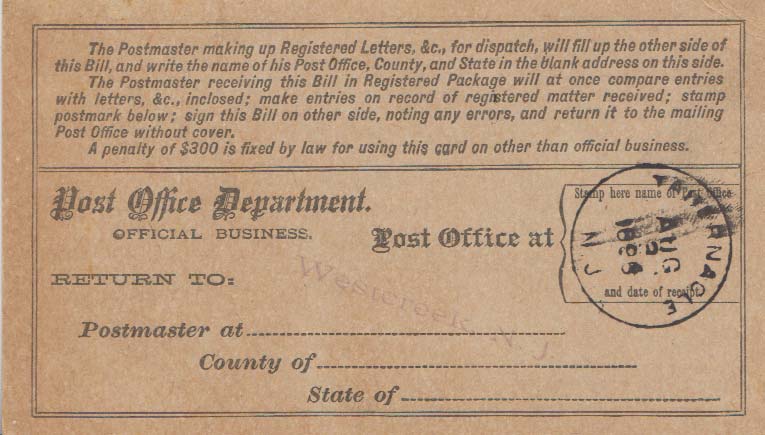 The Postmaster making up Registered Letters, &c., for dispatch, will fill up the other side of
this Bill, and write the name of his Post Office, County, and State in the blank address on this side.
The Postmaster receiving this Bill in Registered Package will at once compare entries
with letters, &c., inclosed; make entries on record of registered matter received; stamp
postmark below; sign this Bill on other side, noting any errors, and return it to the mailing
Post Office without cover.
A penalty of $300 is fixed by law for using this card on other than official business.
Post Office Department.
OFFICIAL BUSINESS.
Post Office at
Stamp here name of Post Office
and date of receipt.
TABERNACLE
AUG
N.J.
RETURN TO:
Westcreek, N. J.
Postmaster at
County of
State of